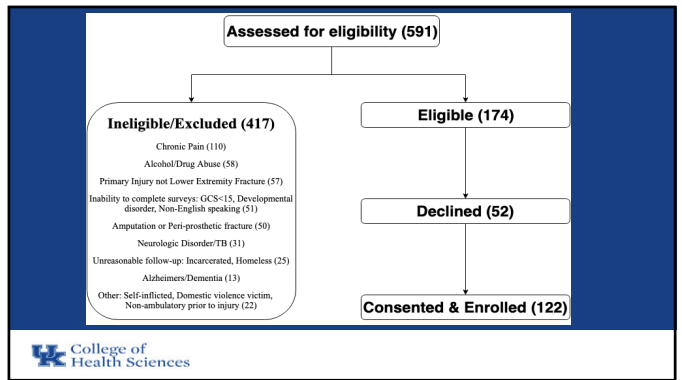 Assessed for eligibility (591)
Ineligible/Excluded (417)
Chronic Pain (110)
Alcohol/Drug Abuse (58)
Primary Injury not Lower Extremity Fracture (57)
Inability to complete surveys: GCS<15, Developmental
disorder, Non-English speaking (51)
Amputation or Peri-prosthetic fracture (50)
Neurologic Disorder/TB (31)
Unreasonable follow-up: Incarcerated, Homeless (25)
Alzheimers/Dementia (13)
Other: Self-inflicted, Domestic violence victim,
Non-ambulatory prior to injury (22)
Eligible (174)
Declined (52)
Consented & Enrolled (122)
UK College of
Health Sciences